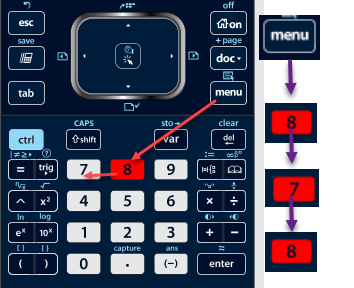 off
esc
on
save
+ page
doc
tab
menu
CAPS
sto
clear
ctrl
shift
var
del
=
trig
7
8
9
^
x²
4
5
6
×
÷
ln
log
eˣ
10ˣ
1
2
3
+
−
[ ]
{ }
capture
ans
≈
(
)
0
.
(−)
enter
menu
8
7
8